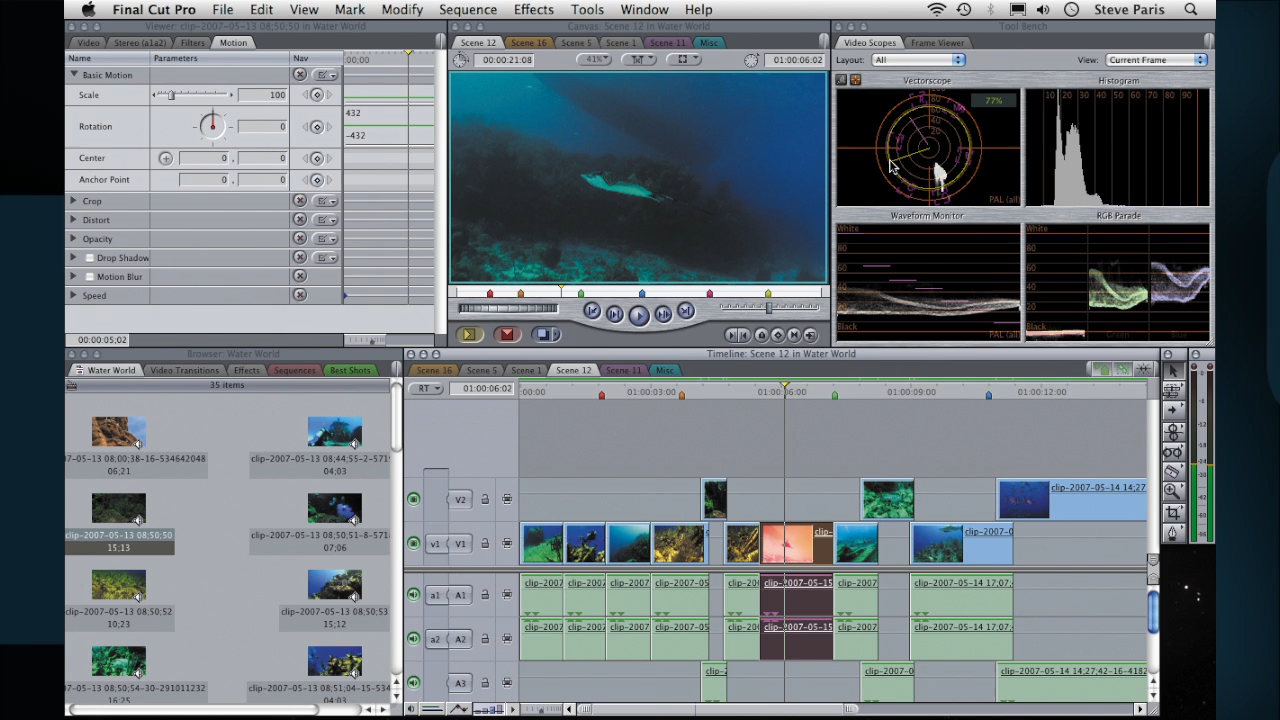 Final Cut Pro File Edit View Mark Modify Sequence Effects Tools Window Help Steve Paris
Viewer: clip-2007-05-13 08;50;50 in Water World
Video Stereo (a1a2) Filters Motion
Name Parameters Nav
00;00
Basic Motion
Scale 100
432
Rotation 0
-432
Center 0 , 0
Anchor Point 0 , 0
Crop
Distort
Opacity
Drop Shadow
Motion Blur
Speed
00:00:05;02
Canvas: Scene 12 in Water World
Scene 12 Scene 16 Scene 5 Scene 1 Scene 11 Misc
00:00:21:08 41% 01:00:06:02
Tool Bench
Video Scopes Frame Viewer
Layout: All View: Current Frame
Vectorscope Histogram
77%
10 20 30 40 50 60 70 80 90
PAL (all)
Waveform Monitor RGB Parade
White White
80 80
60 60
40 40
20 20
Black Black
Green
PAL (all)
Browser: Water World
Water World Video Transitions Effects Sequences Best Shots
35 items
7-05-13 08;00;38-16-534642048
06;21
clip-2007-05-13 08;44;55-2-571
04;03
clip-2007-05-13 08;50;50
15;13
clip-2007-05-13 08;50;51-8-571
07;06
clip-2007-05-13 08;50;52
10;23
clip-2007-05-13 08;50;53
15;12
clip-2007-05-13 08;50;54-30-291011232
16;25
clip-2007-05-13 08;51;04-15-534
04;03
Timeline: Scene 12 in Water World
Scene 16 Scene 5 Scene 1 Scene 12 Scene 11 Misc
RT 01:00:06:02 :00:00 01:00:03:00 01:00:06:00 01:00:09:00 01:00:12:00
V2 clip-2007-05-14 14;27
v1 V1 clip- clip-2007-0
a1 A1 clip-2007 clip-2007 clip-2007 clip-2007-05 clip-200 clip-2007-05-15 clip-2007 clip-2007-05-14 17;07;
a2 A2 clip-2007 clip-2007 clip-2007 clip-2007-05 clip-200 clip-2007-05-15 clip-2007 clip-2007-05-14 17;07;
A3 clip-2 clip-2007-0 clip-2007-05-14 14;27;42-16-4182